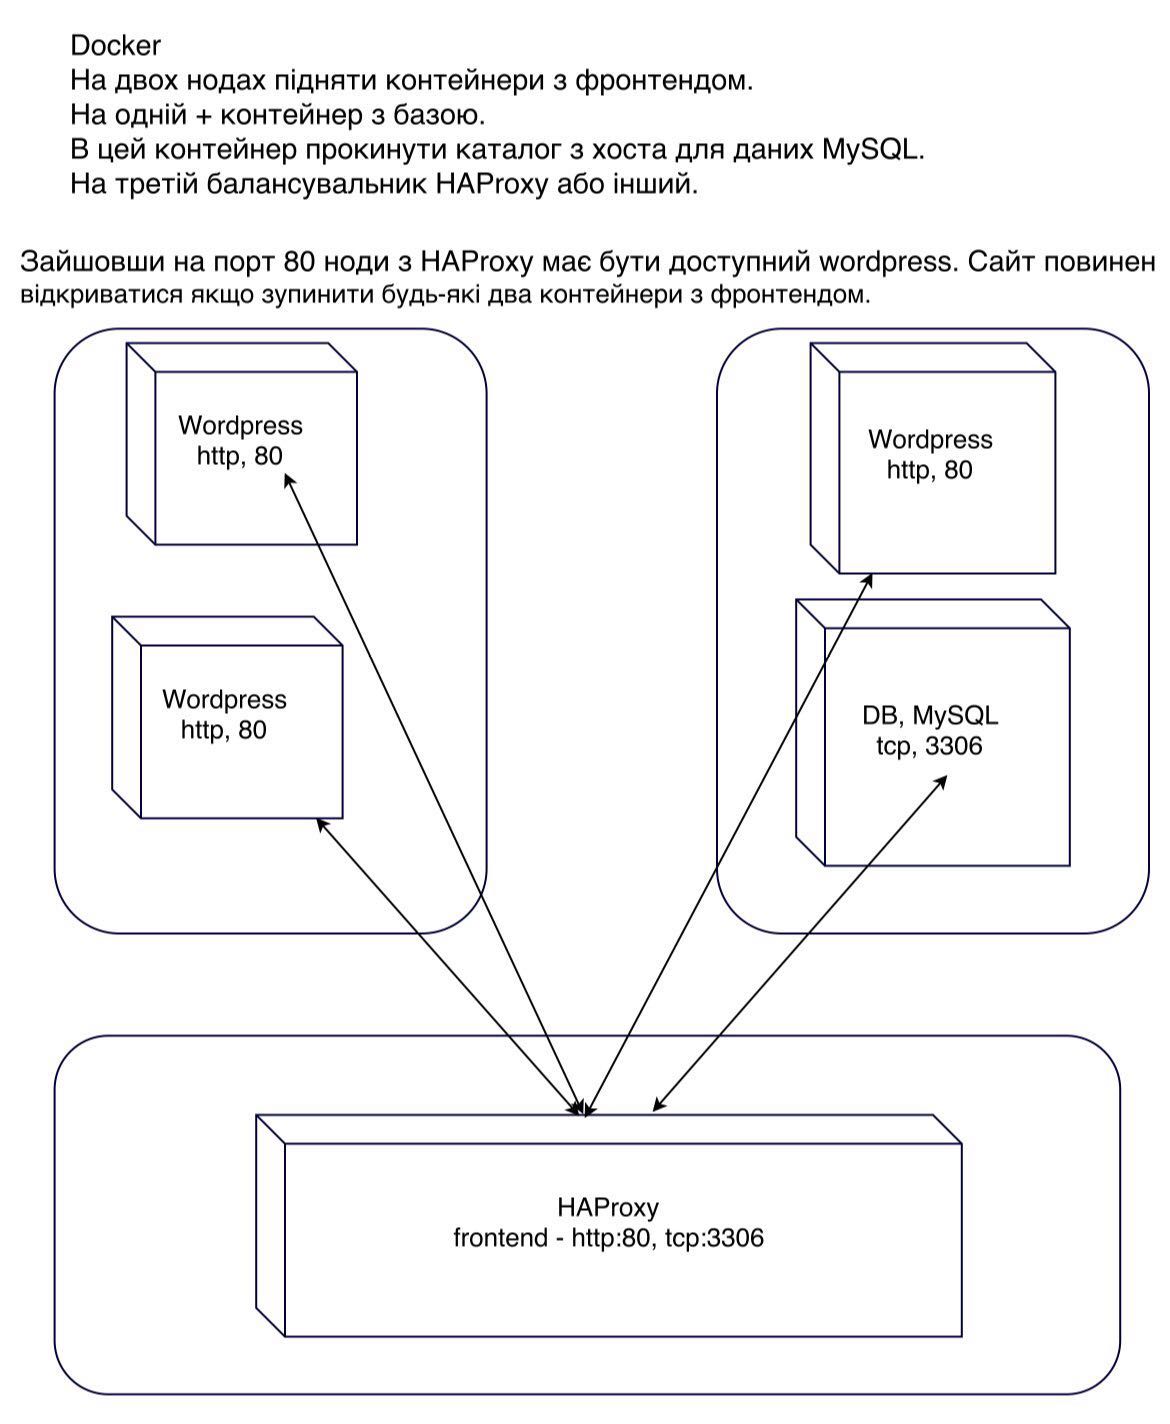 Docker
На двох нодах підняти контейнери з фронтендом.
На одній + контейнер з базою.
В цей контейнер прокинути каталог з хоста для даних MySQL.
На третій балансувальник HAProxy або інший.
Зайшовши на порт 80 ноди з HAProxy має бути доступний wordpress. Сайт повинен
відкриватися якщо зупинити будь-які два контейнери з фронтендом.
Wordpress
http, 80
Wordpress
http, 80
Wordpress
http, 80
DB, MySQL
tcp, 3306
HAProxy
frontend - http:80, tcp:3306